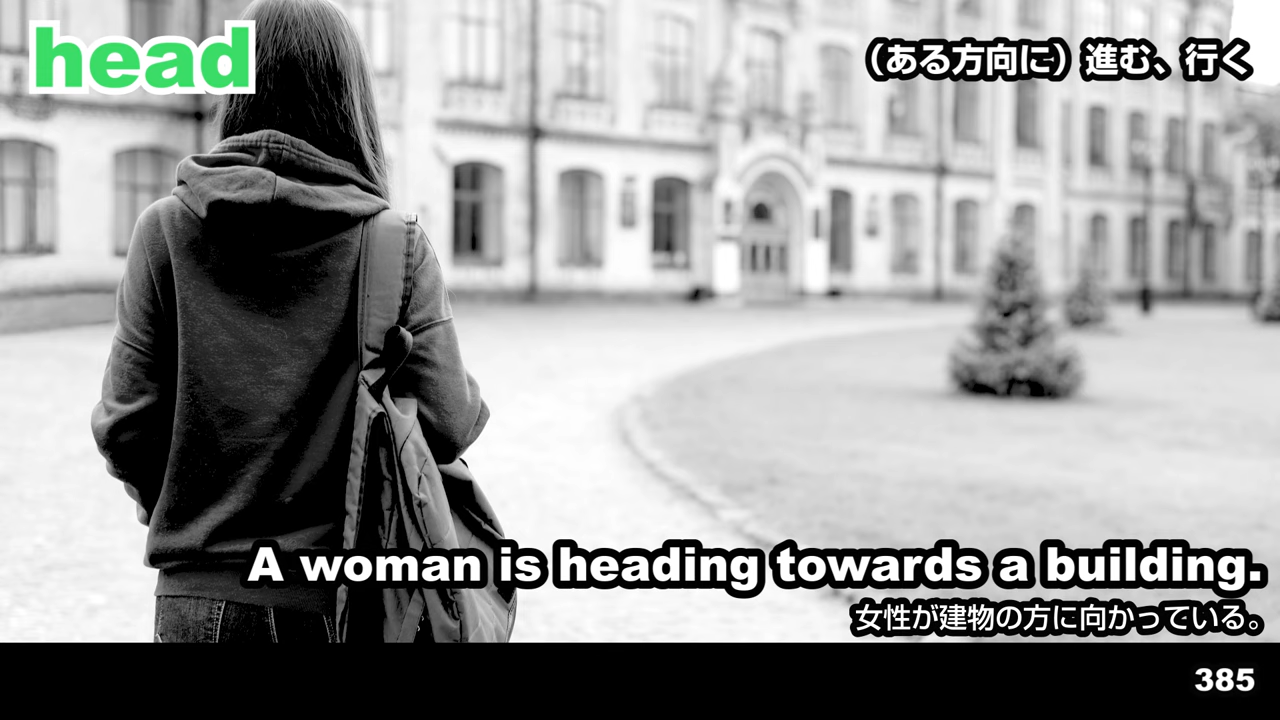 head
（ある方向に）進む、行く
A woman is heading towards a building.
女性が建物の方に向かっている。
385